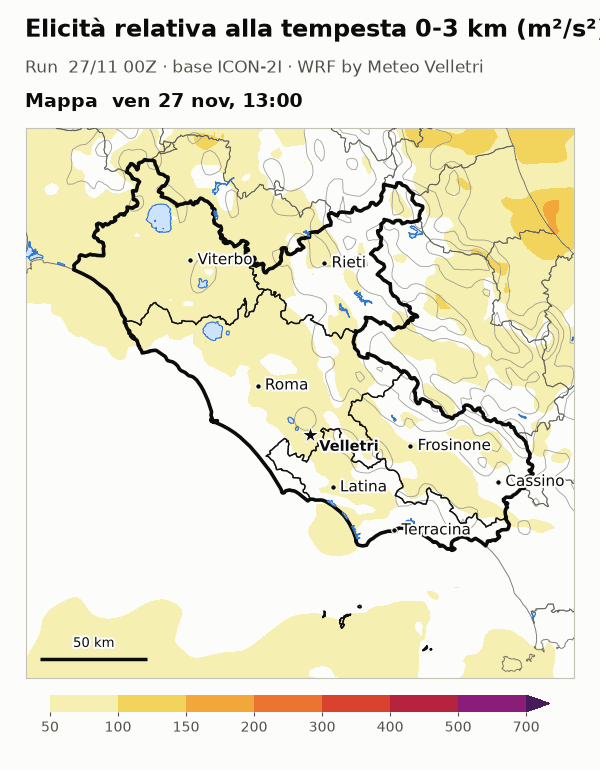 Elicità relativa alla tempesta 0-3 km (m²/s²)
Run 27/11 00Z · base ICON-2I · WRF by Meteo Velletri
Mappa ven 27 nov, 13:00
Viterbo
Rieti
Roma
Velletri
Frosinone
Latina
Cassino
Terracina
50 km
50 100 150 200 300 400 500 700